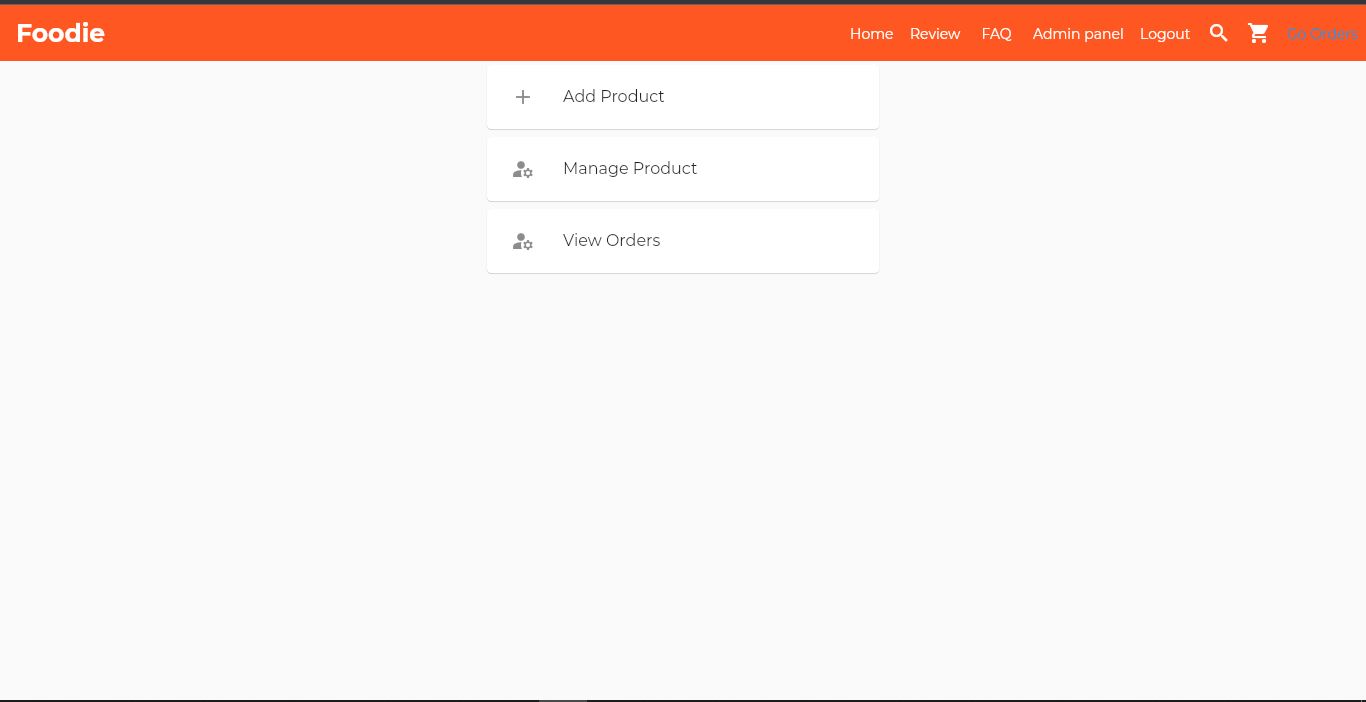 Foodie
Home Review FAQ Admin panel Logout Go Orders
Add Product
Manage Product
View Orders